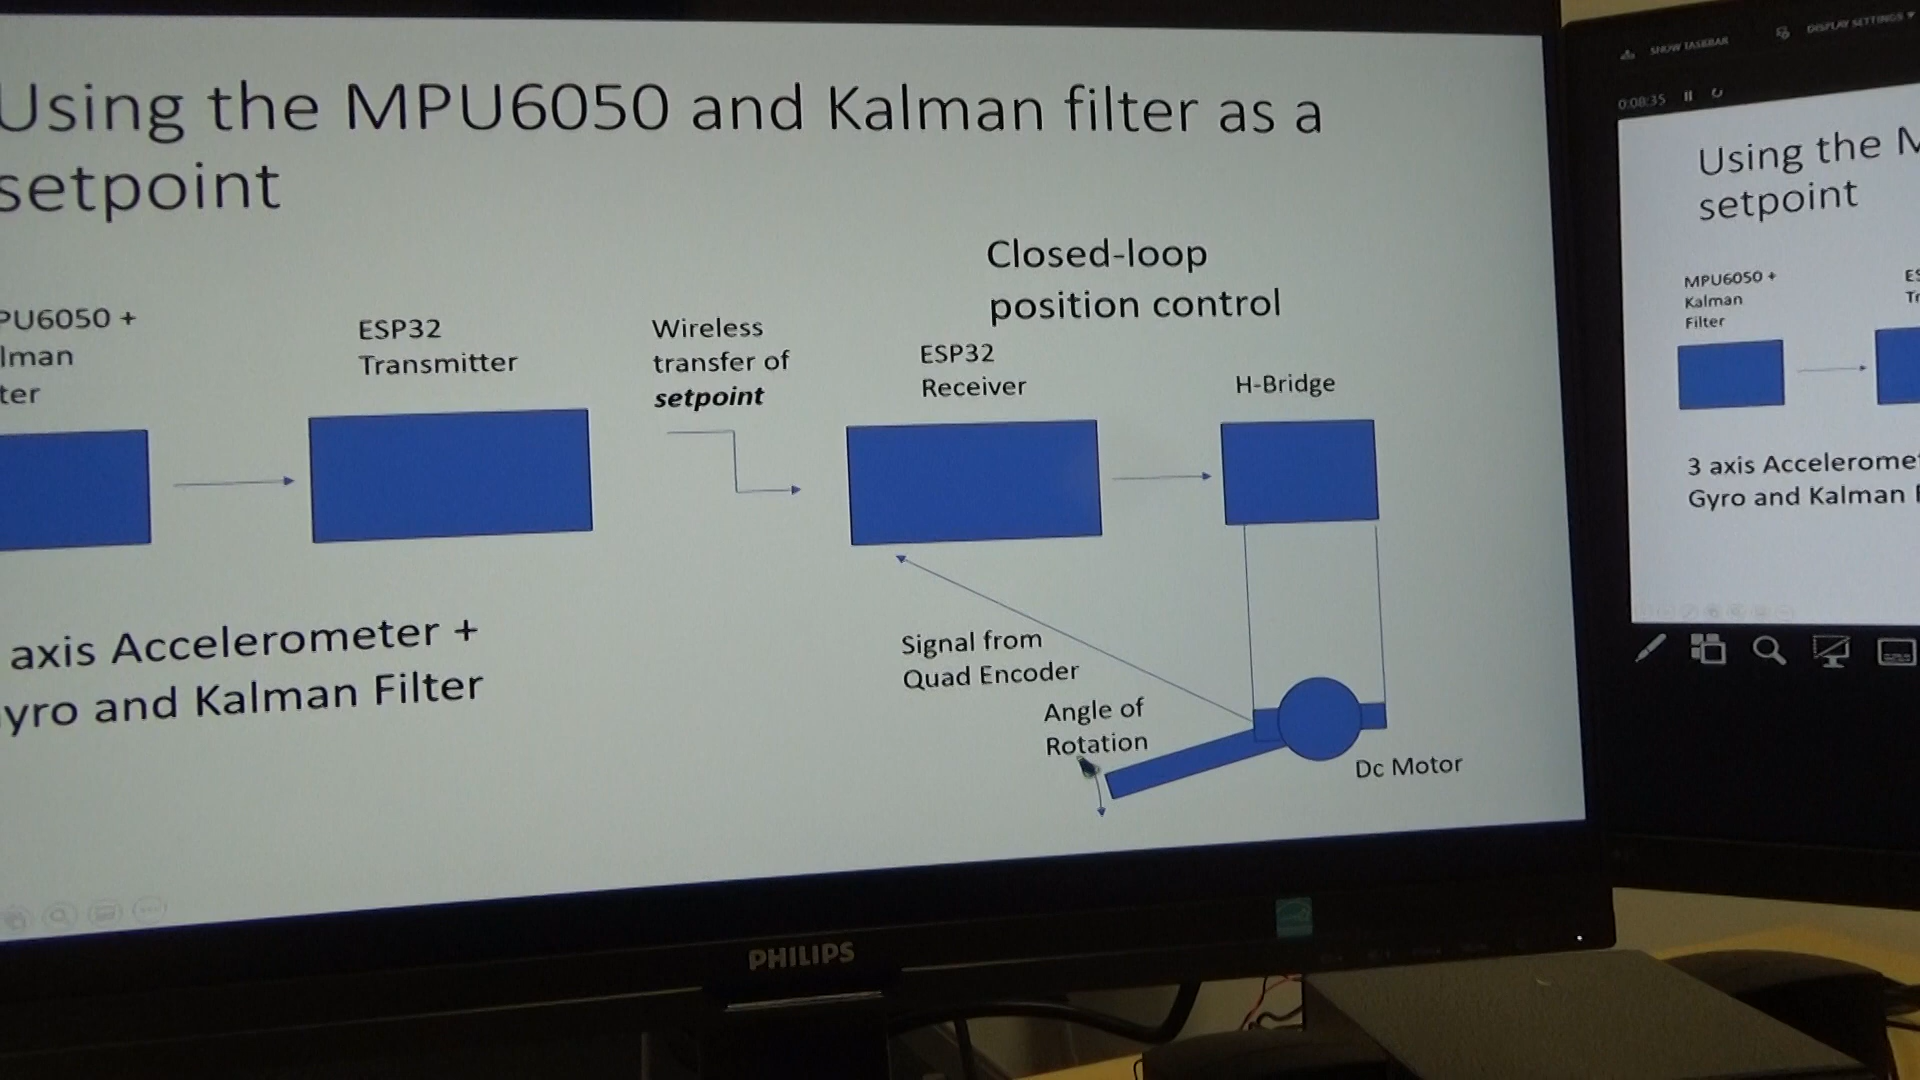 Using the MPU6050 and Kalman filter as a
setpoint
Closed-loop
position control
PU6050 +
lman
ter
ESP32
Transmitter
Wireless
transfer of
setpoint
ESP32
Receiver
H-Bridge
axis Accelerometer +
yro and Kalman Filter
Signal from
Quad Encoder
Angle of
Rotation
Dc Motor
PHILIPS
SHOW TASKBAR
DISPLAY SETTINGS
0:08:35
Using the M
setpoint
MPU6050 +
Kalman
Filter
ES
Tr
3 axis Acceleromet
Gyro and Kalman F